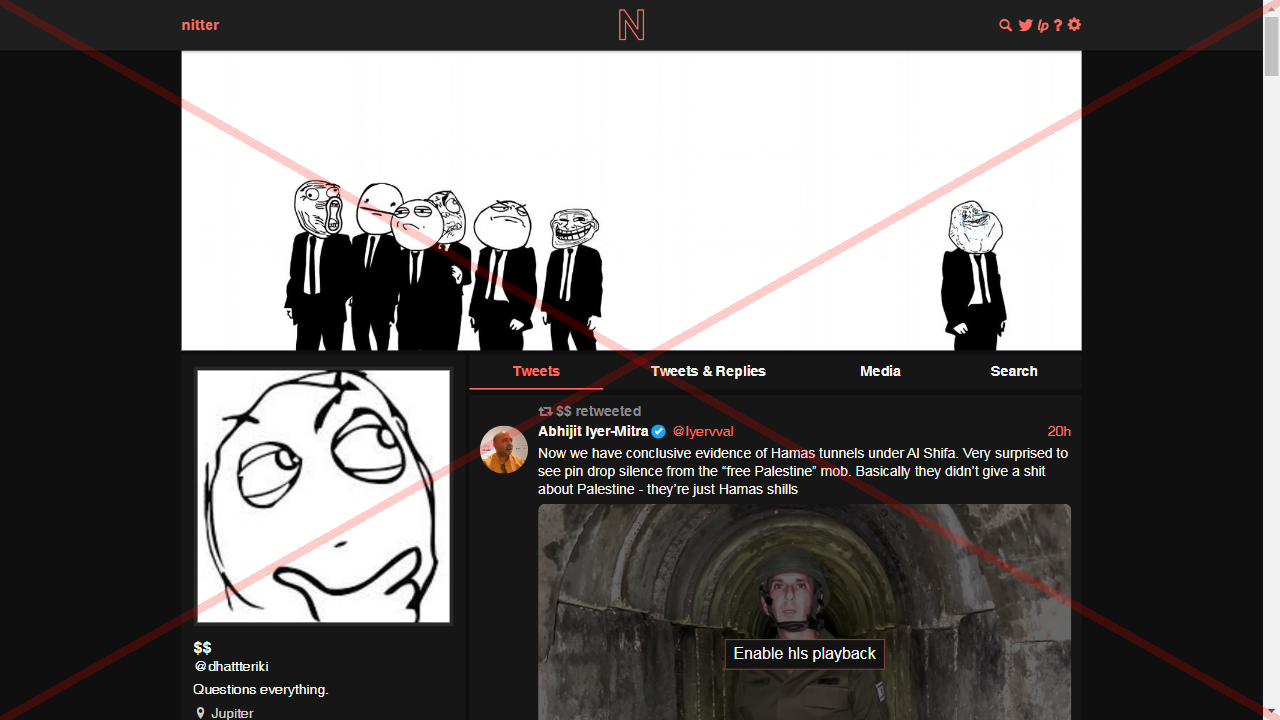 nitter
N
lp ?
Tweets
Tweets & Replies
Media
Search
$$ retweeted
Abhijit Iyer-Mitra @Iyervval 20h
Now we have conclusive evidence of Hamas tunnels under Al Shifa. Very surprised to
see pin drop silence from the “free Palestine” mob. Basically they didn’t give a shit
about Palestine - they’re just Hamas shills
Enable hls playback
$$
@dhattteriki
Questions everything.
Jupiter